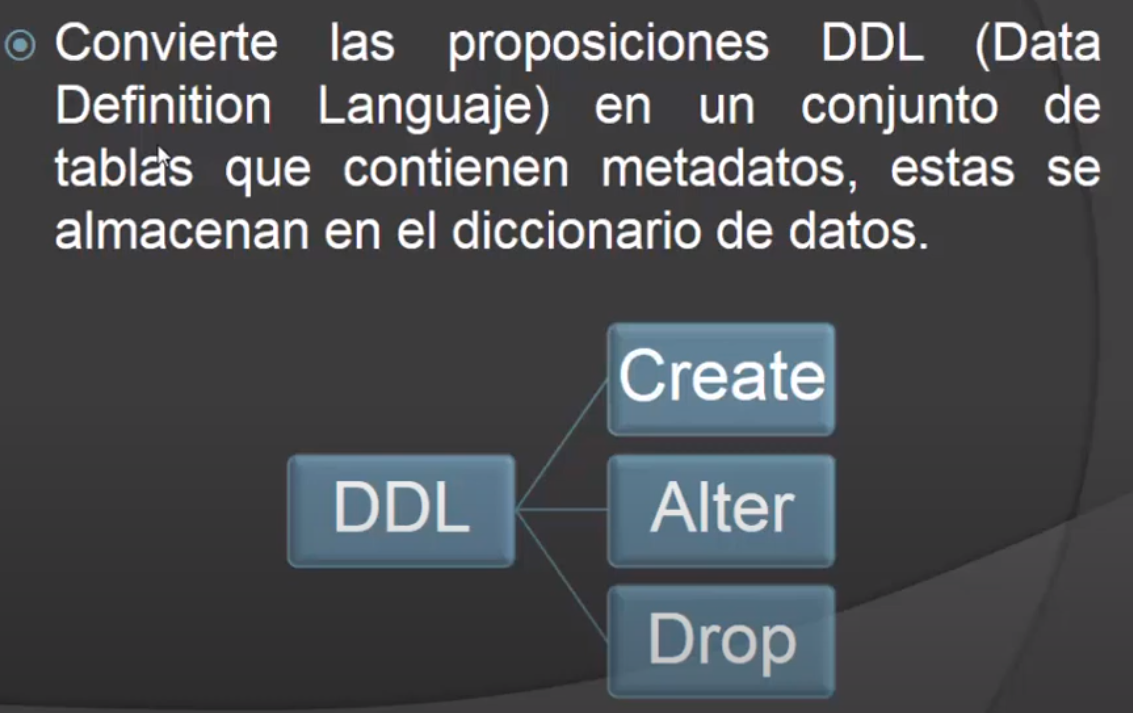 Convierte las proposiciones DDL (Data
Definition Languaje) en un conjunto de
tablas que contienen metadatos, estas se
almacenan en el diccionario de datos.
Create
DDL
Alter
Drop